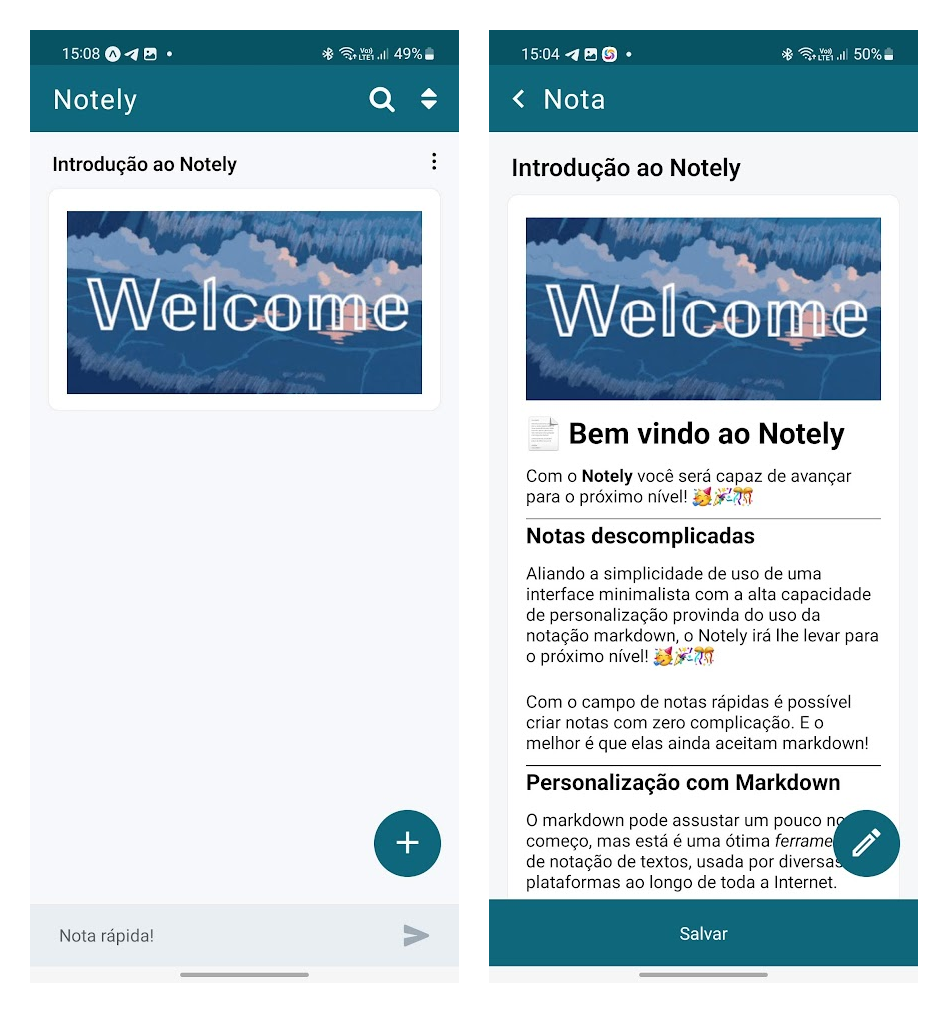 15:08
Vo)) LTE1 49%
Notely
Introdução ao Notely
Welcome
Nota rápida!
15:04
Vo)) LTE1 50%
Nota
Introdução ao Notely
Welcome
Bem vindo ao Notely
Com o Notely você será capaz de avançar
para o próximo nível! 🥳🎉🎊
Notas descomplicadas
Aliando a simplicidade de uso de uma
interface minimalista com a alta capacidade
de personalização provinda do uso da
notação markdown, o Notely irá lhe levar para
o próximo nível! 🥳🎉🎊
Com o campo de notas rápidas é possível
criar notas com zero complicação. E o
melhor é que elas ainda aceitam markdown!
Personalização com Markdown
O markdown pode assustar um pouco no
começo, mas está é uma ótima ferrame
de notação de textos, usada por diversas
plataformas ao longo de toda a Internet.
Salvar